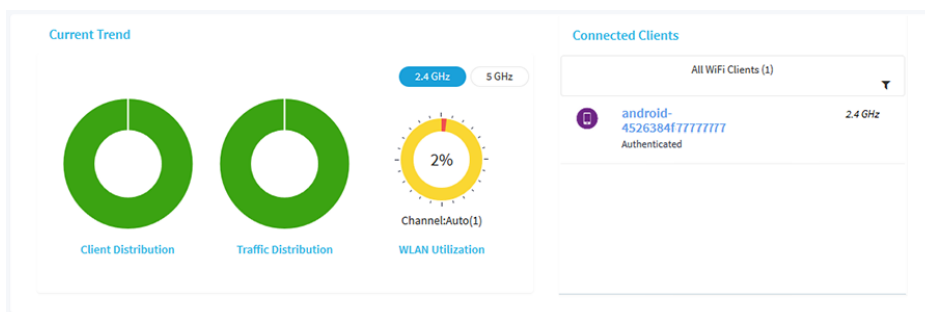 Current Trend
2.4 GHz
5 GHz
2%
Channel:Auto(1)
Client Distribution
Traffic Distribution
WLAN Utilization
Connected Clients
All WiFi Clients (1)
android-
4526384f77777777
2.4 GHz
Authenticated